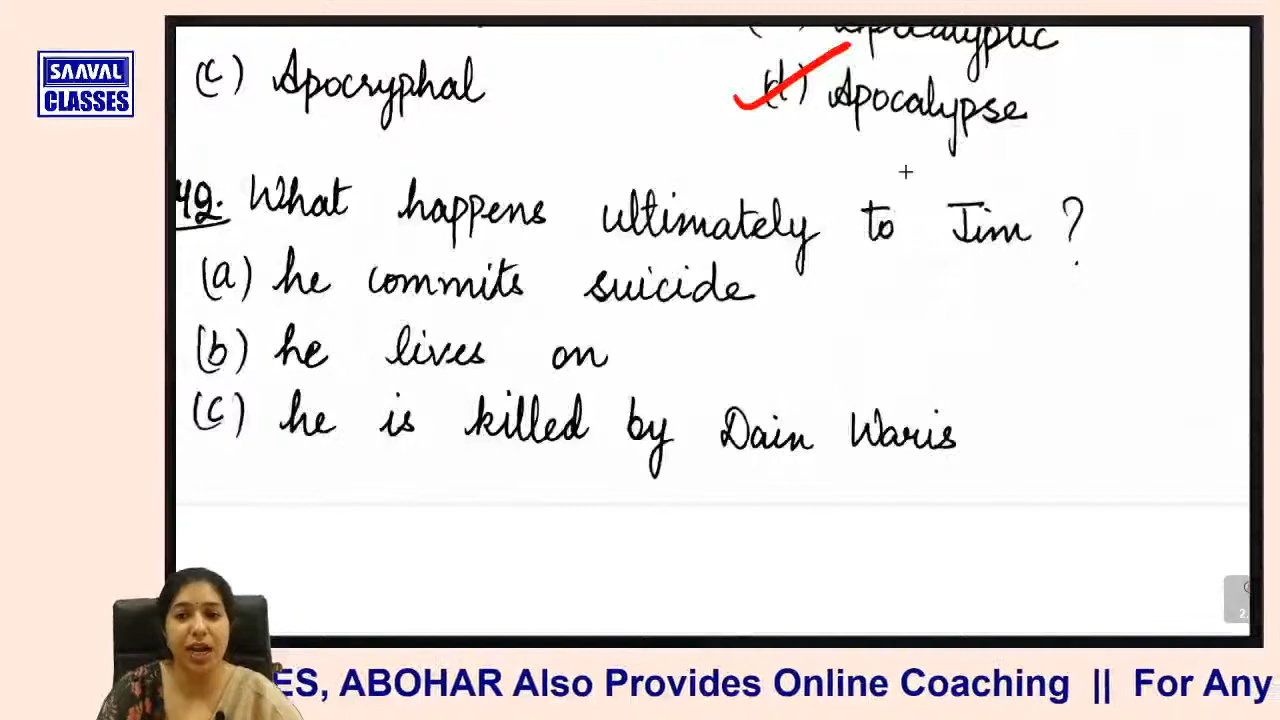 SAAVAL
CLASSES
Apocalyptic
(c) Apocryphal
(d) Apocalypse
49. What happens ultimately to Jim ?
(a) he commits suicide
(b) he lives on
(c) he is killed by Dain Waris
ES, ABOHAR Also Provides Online Coaching || For Any